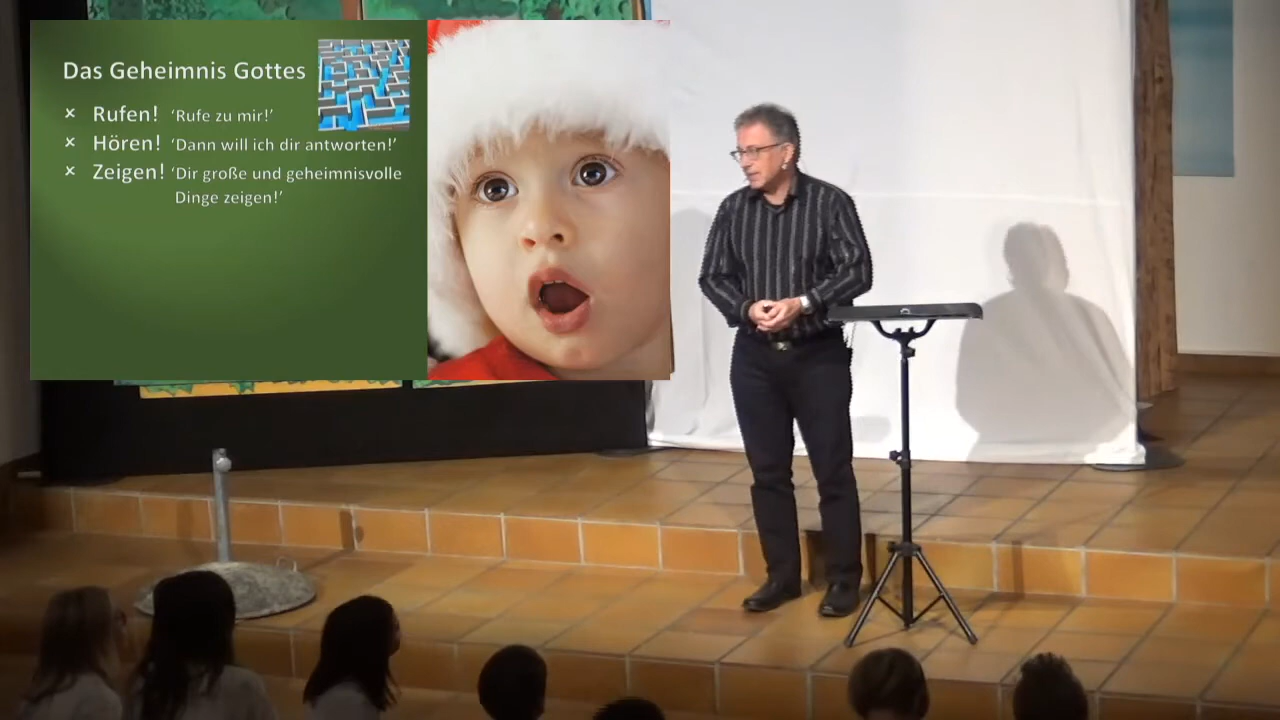 Das Geheimnis Gottes
× Rufen! ‘Rufe zu mir!’
× Hören! ‘Dann will ich dir antworten!’
× Zeigen! ‘Dir große und geheimnisvolle
Dinge zeigen!’